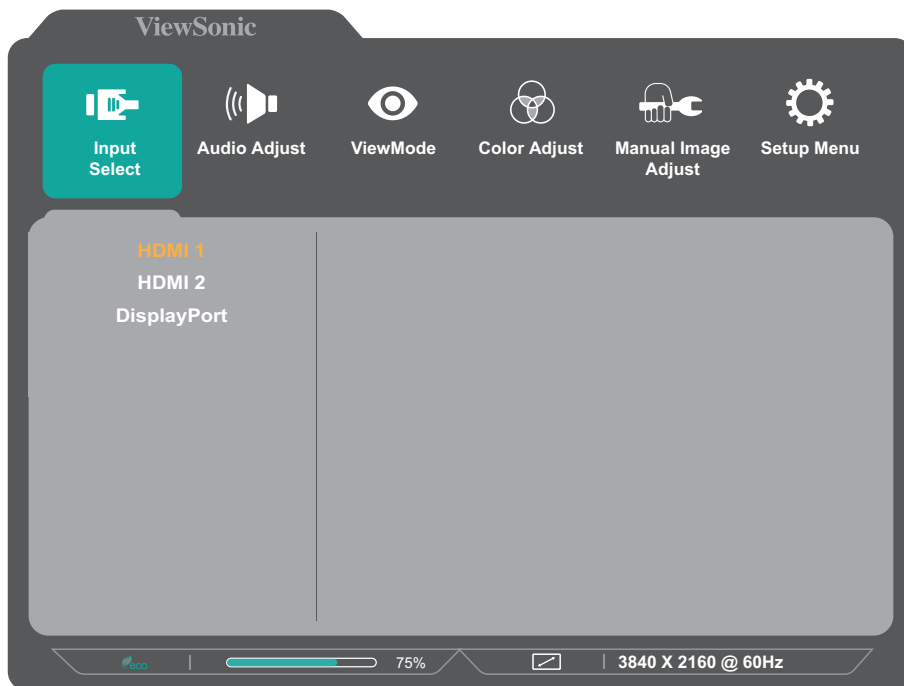 ViewSonic
Input
Select
Audio Adjust
ViewMode
Color Adjust
Manual Image
Adjust
Setup Menu
HDMI 1
HDMI 2
DisplayPort
eco
75%
3840 X 2160 @ 60Hz